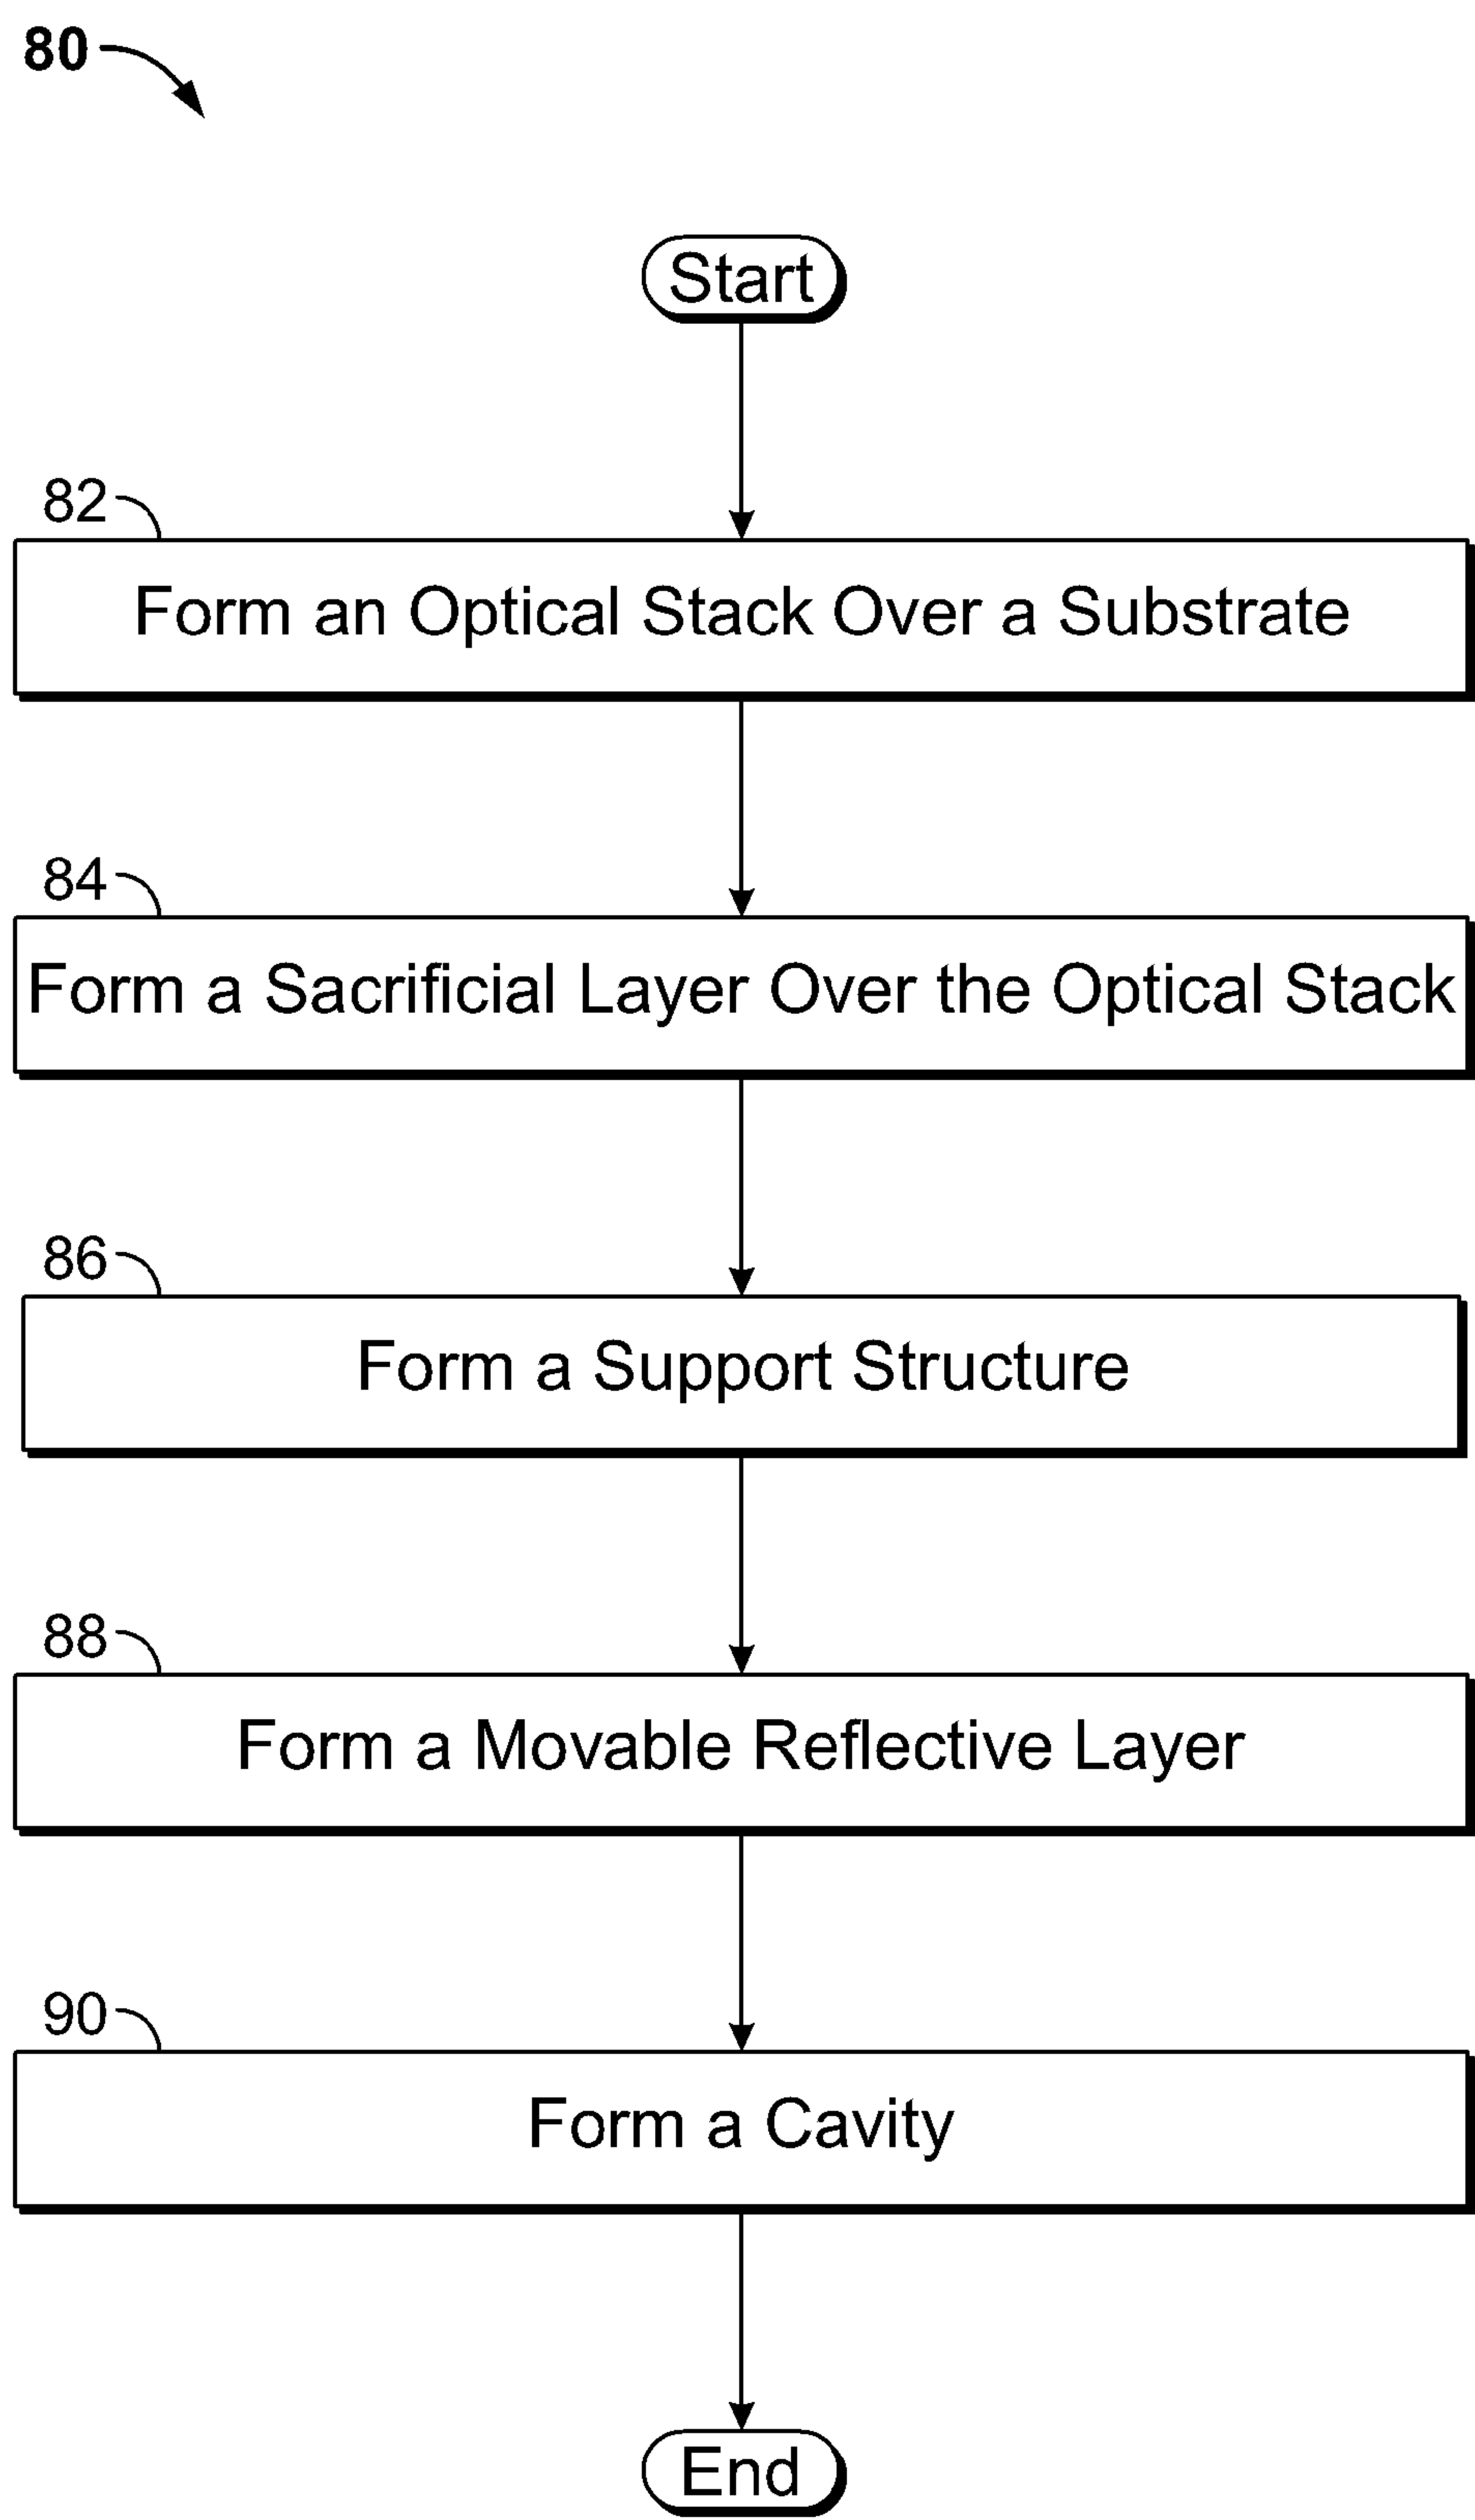 80
Start
82
Form an Optical Stack Over a Substrate
84
Form a Sacrificial Layer Over the Optical Stack
86
Form a Support Structure
88
Form a Movable Reflective Layer
90
Form a Cavity
End